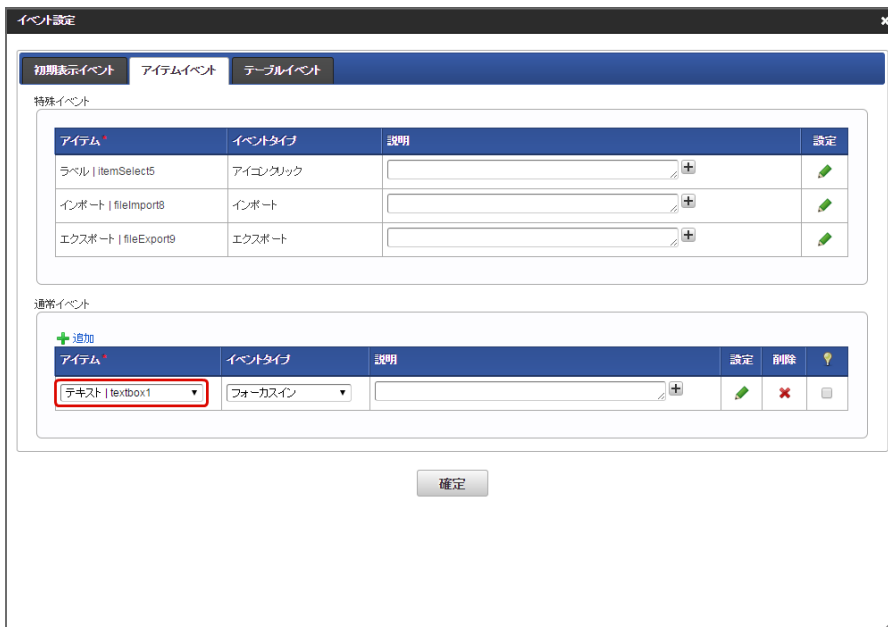 イベント設定
初期表示イベント アイテムイベント テーブルイベント
特殊イベント
アイテム* イベントタイプ 説明 設定
ラベル | itemSelect5 アイコンクリック
インポート | fileImport8 インポート
エクスポート | fileExport9 エクスポート
通常イベント
追加
アイテム* イベントタイプ 説明 設定 削除
テキスト | textbox1 フォーカスイン
確定